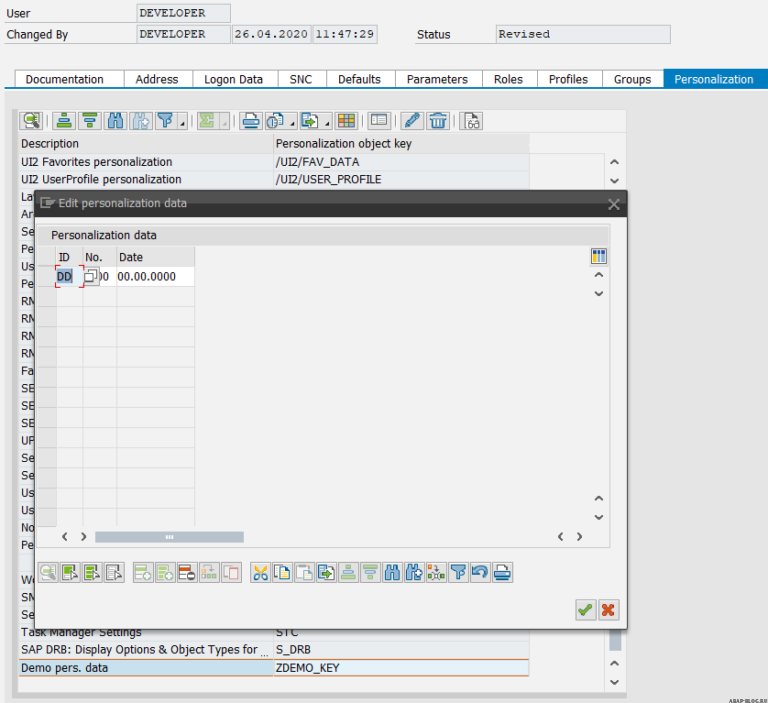 User DEVELOPER
Changed By DEVELOPER 26.04.2020 11:47:29 Status Revised
Documentation Address Logon Data SNC Defaults Parameters Roles Profiles Groups Personalization
Description Personalization object key
UI2 Favorites personalization /UI2/FAV_DATA
UI2 UserProfile personalization /UI2/USER_PROFILE
La
Edit personalization data
Ar
Se
Personalization data
Pe
ID No. Date
Us
DD 00 00.00.0000
Pe
RM
RM
RM
RM
Fa
SE
SE
SE
UP
Se
Se
Us
Us
No
Pe
We
SM
Se
Task Manager Settings STC
SAP DRB: Display Options & Object Types for ... S_DRB
Demo pers. data ZDEMO_KEY
ABAP-BLOG.RU